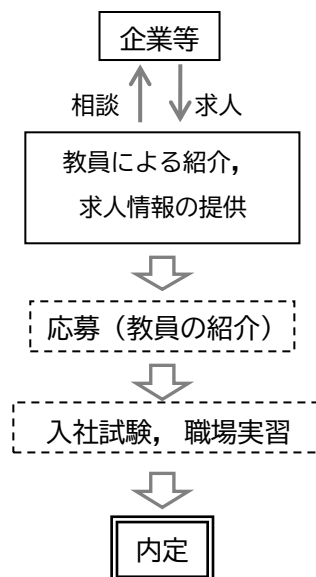 企業等
相談
求人
教員による紹介,
求人情報の提供
応募（教員の紹介）
入社試験, 職場実習
内定